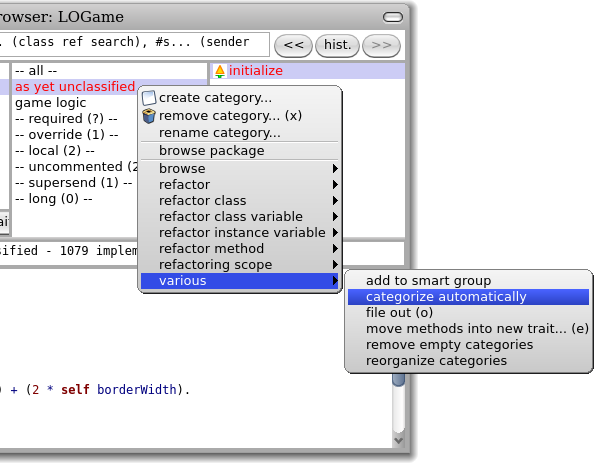 rowser: LOGame
. (class ref search), #s... (sender
<< hist. >>
-- all --
as yet unclassified
game logic
-- required (?) --
-- override (1) --
-- local (2) --
-- uncommented (2
-- supersend (1) --
-- long (0) --
initialize
create category...
remove category... (x)
rename category...
browse package
browse
refactor
refactor class
refactor class variable
refactor instance variable
refactor method
refactoring scope
various
add to smart group
categorize automatically
file out (o)
move methods into new trait... (e)
remove empty categories
reorganize categories
ai
sified - 1079 implem
) + (2 * self borderWidth).